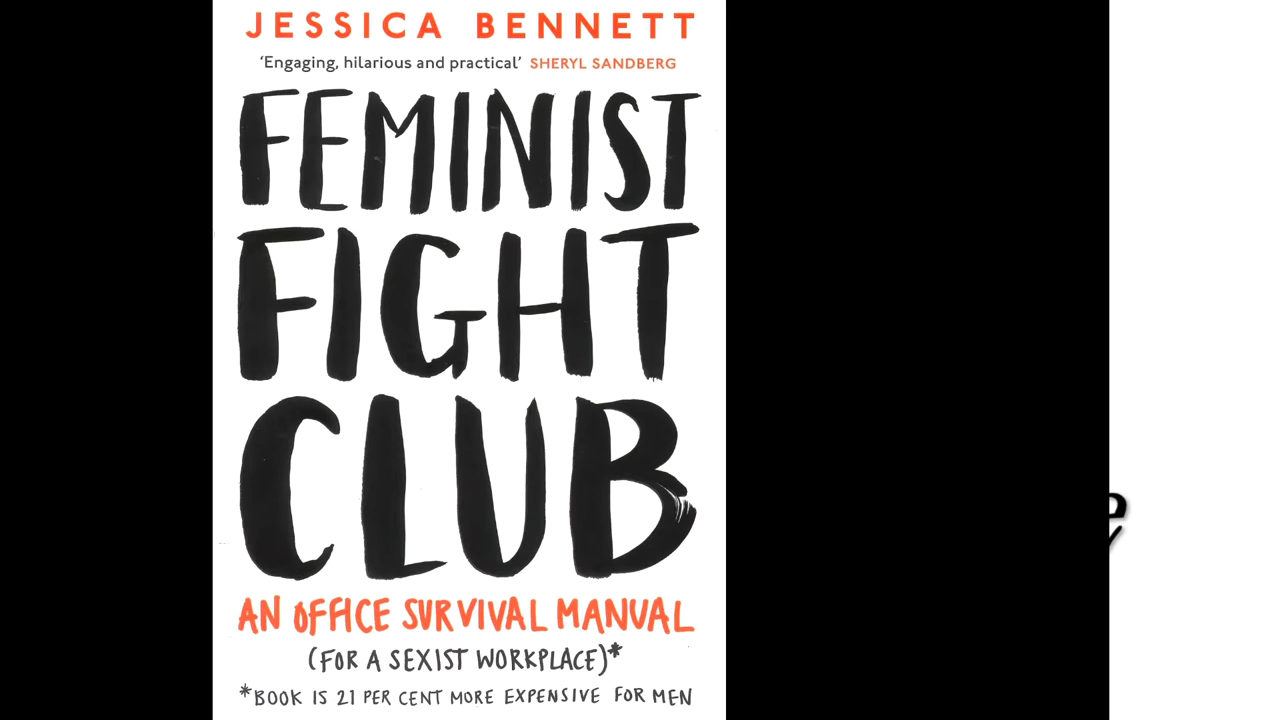 JESSICA BENNETT
‘Engaging, hilarious and practical’ SHERYL SANDBERG
FEMINIST
FIGHT
CLUB
AN OFFICE SURVIVAL MANUAL
(FOR A SEXIST WORKPLACE)*
*BOOK IS 21 PER CENT MORE EXPENSIVE FOR MEN